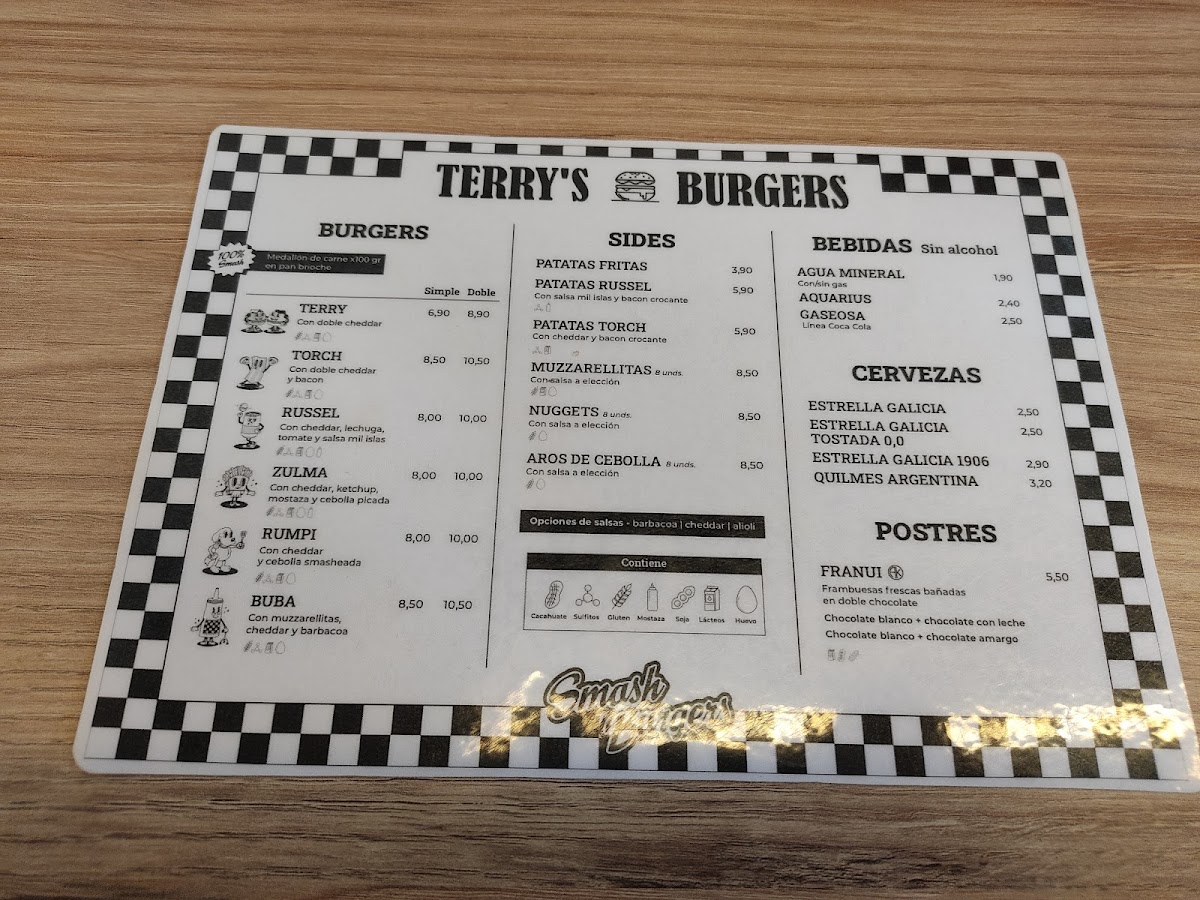 TERRY'S BURGERS
BURGERS
100%
Smash
Medallón de carne x100 gr
en pan brioche
Simple Doble
TERRY 6,90 8,90
Con doble cheddar
TORCH 8,50 10,50
Con doble cheddar
y bacon
RUSSEL 8,00 10,00
Con cheddar, lechuga,
tomate y salsa mil islas
ZULMA 8,00 10,00
Con cheddar, ketchup,
mostaza y cebolla picada
RUMPI 8,00 10,00
Con cheddar
y cebolla smasheada
BUBA 8,50 10,50
Con muzzarellitas,
cheddar y barbacoa
SIDES
PATATAS FRITAS 3,90
PATATAS RUSSEL 5,90
Con salsa mil islas y bacon crocante
PATATAS TORCH 5,90
Con cheddar y bacon crocante
MUZZARELLITAS 8 unds. 8,50
Con salsa a elección
NUGGETS 8 unds. 8,50
Con salsa a elección
AROS DE CEBOLLA 8 unds. 8,50
Con salsa a elección
Opciones de salsas - barbacoa | cheddar | alioli
Contiene
Cacahuate Sulfitos Gluten Mostaza Soja Lácteos Huevo
Smash
Burgers
BEBIDAS Sin alcohol
AGUA MINERAL 1,90
Con/sin gas
AQUARIUS 2,40
GASEOSA 2,50
Línea Coca Cola
CERVEZAS
ESTRELLA GALICIA 2,50
ESTRELLA GALICIA 2,50
TOSTADA 0,0
ESTRELLA GALICIA 1906 2,90
QUILMES ARGENTINA 3,20
POSTRES
FRANUI 5,50
Frambuesas frescas bañadas
en doble chocolate
Chocolate blanco + chocolate con leche
Chocolate blanco + chocolate amargo